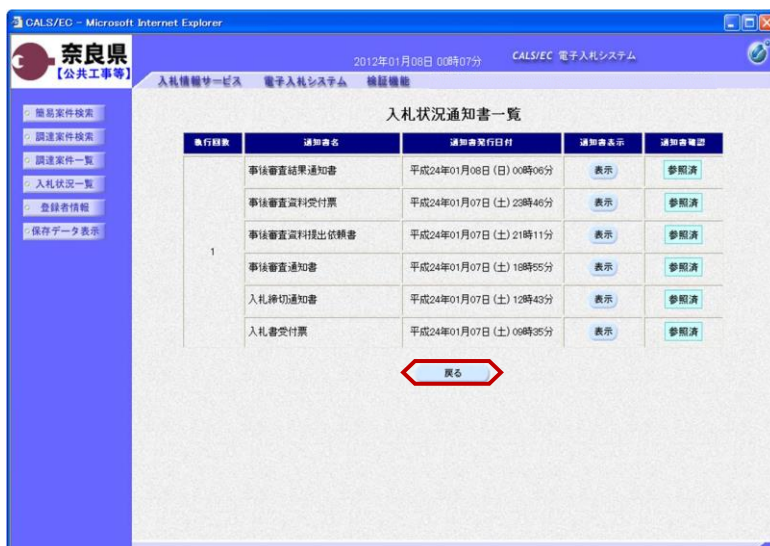 CALS/EC - Microsoft Internet Explorer
奈良県
【公共工事等】
2012年01月08日 00時07分
CALS/EC 電子入札システム
入札情報サービス 電子入札システム 検証機能
簡易案件検索
調達案件検索
調達案件一覧
入札状況一覧
登録者情報
保存データ表示
入札状況通知書一覧
執行回数 通知書名 通知書発行日付 通知書表示 通知書確認
1
事後審査結果通知書 平成24年01月08日(日)00時06分 表示 参照済
事後審査資料受付票 平成24年01月07日(土)23時46分 表示 参照済
事後審査資料提出依頼書 平成24年01月07日(土)21時11分 表示 参照済
事後審査通知書 平成24年01月07日(土)18時55分 表示 参照済
入札締切通知書 平成24年01月07日(土)12時43分 表示 参照済
入札書受付票 平成24年01月07日(土)09時35分 表示 参照済
戻る